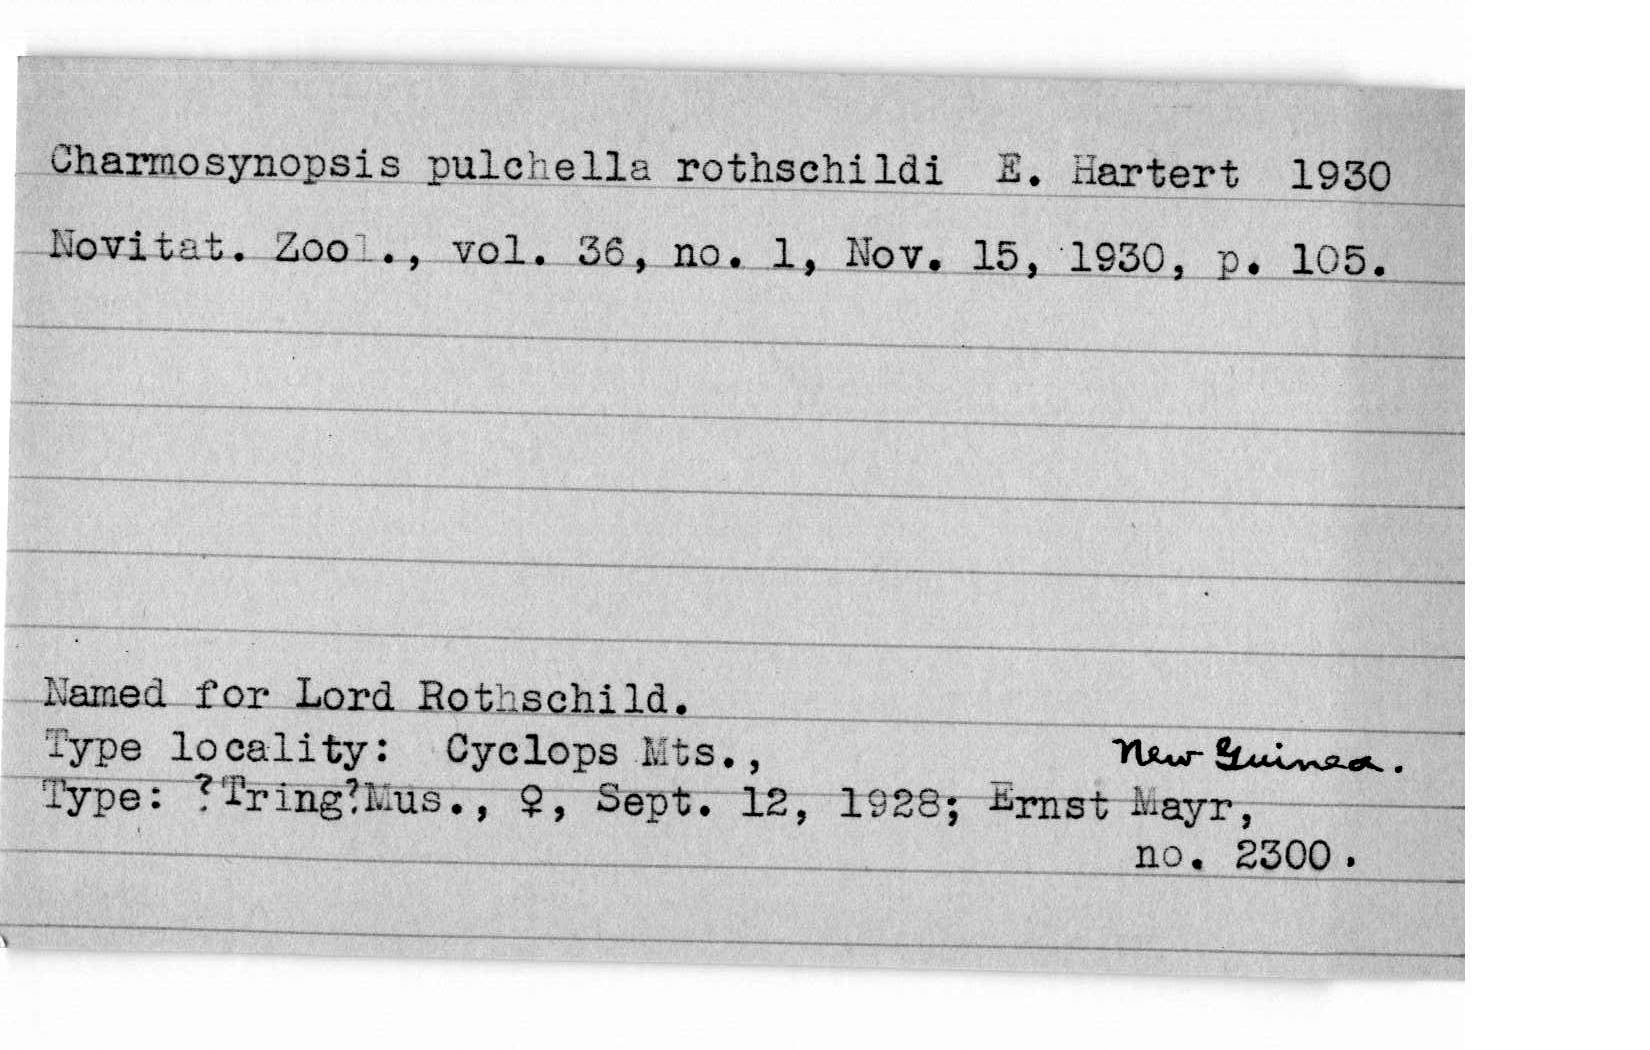 Charmosynopsis pulchella rothschildi E. Hartert 1930
Novitat. Zool., vol. 36, no. 1, Nov. 15, 1930, p. 105.
Named for Lord Rothschild.
Type locality: Cyclops Mts., New Guinea.
Type: ?Tring?Mus., ♀, Sept. 12, 1928; Ernst Mayr,
no. 2300.